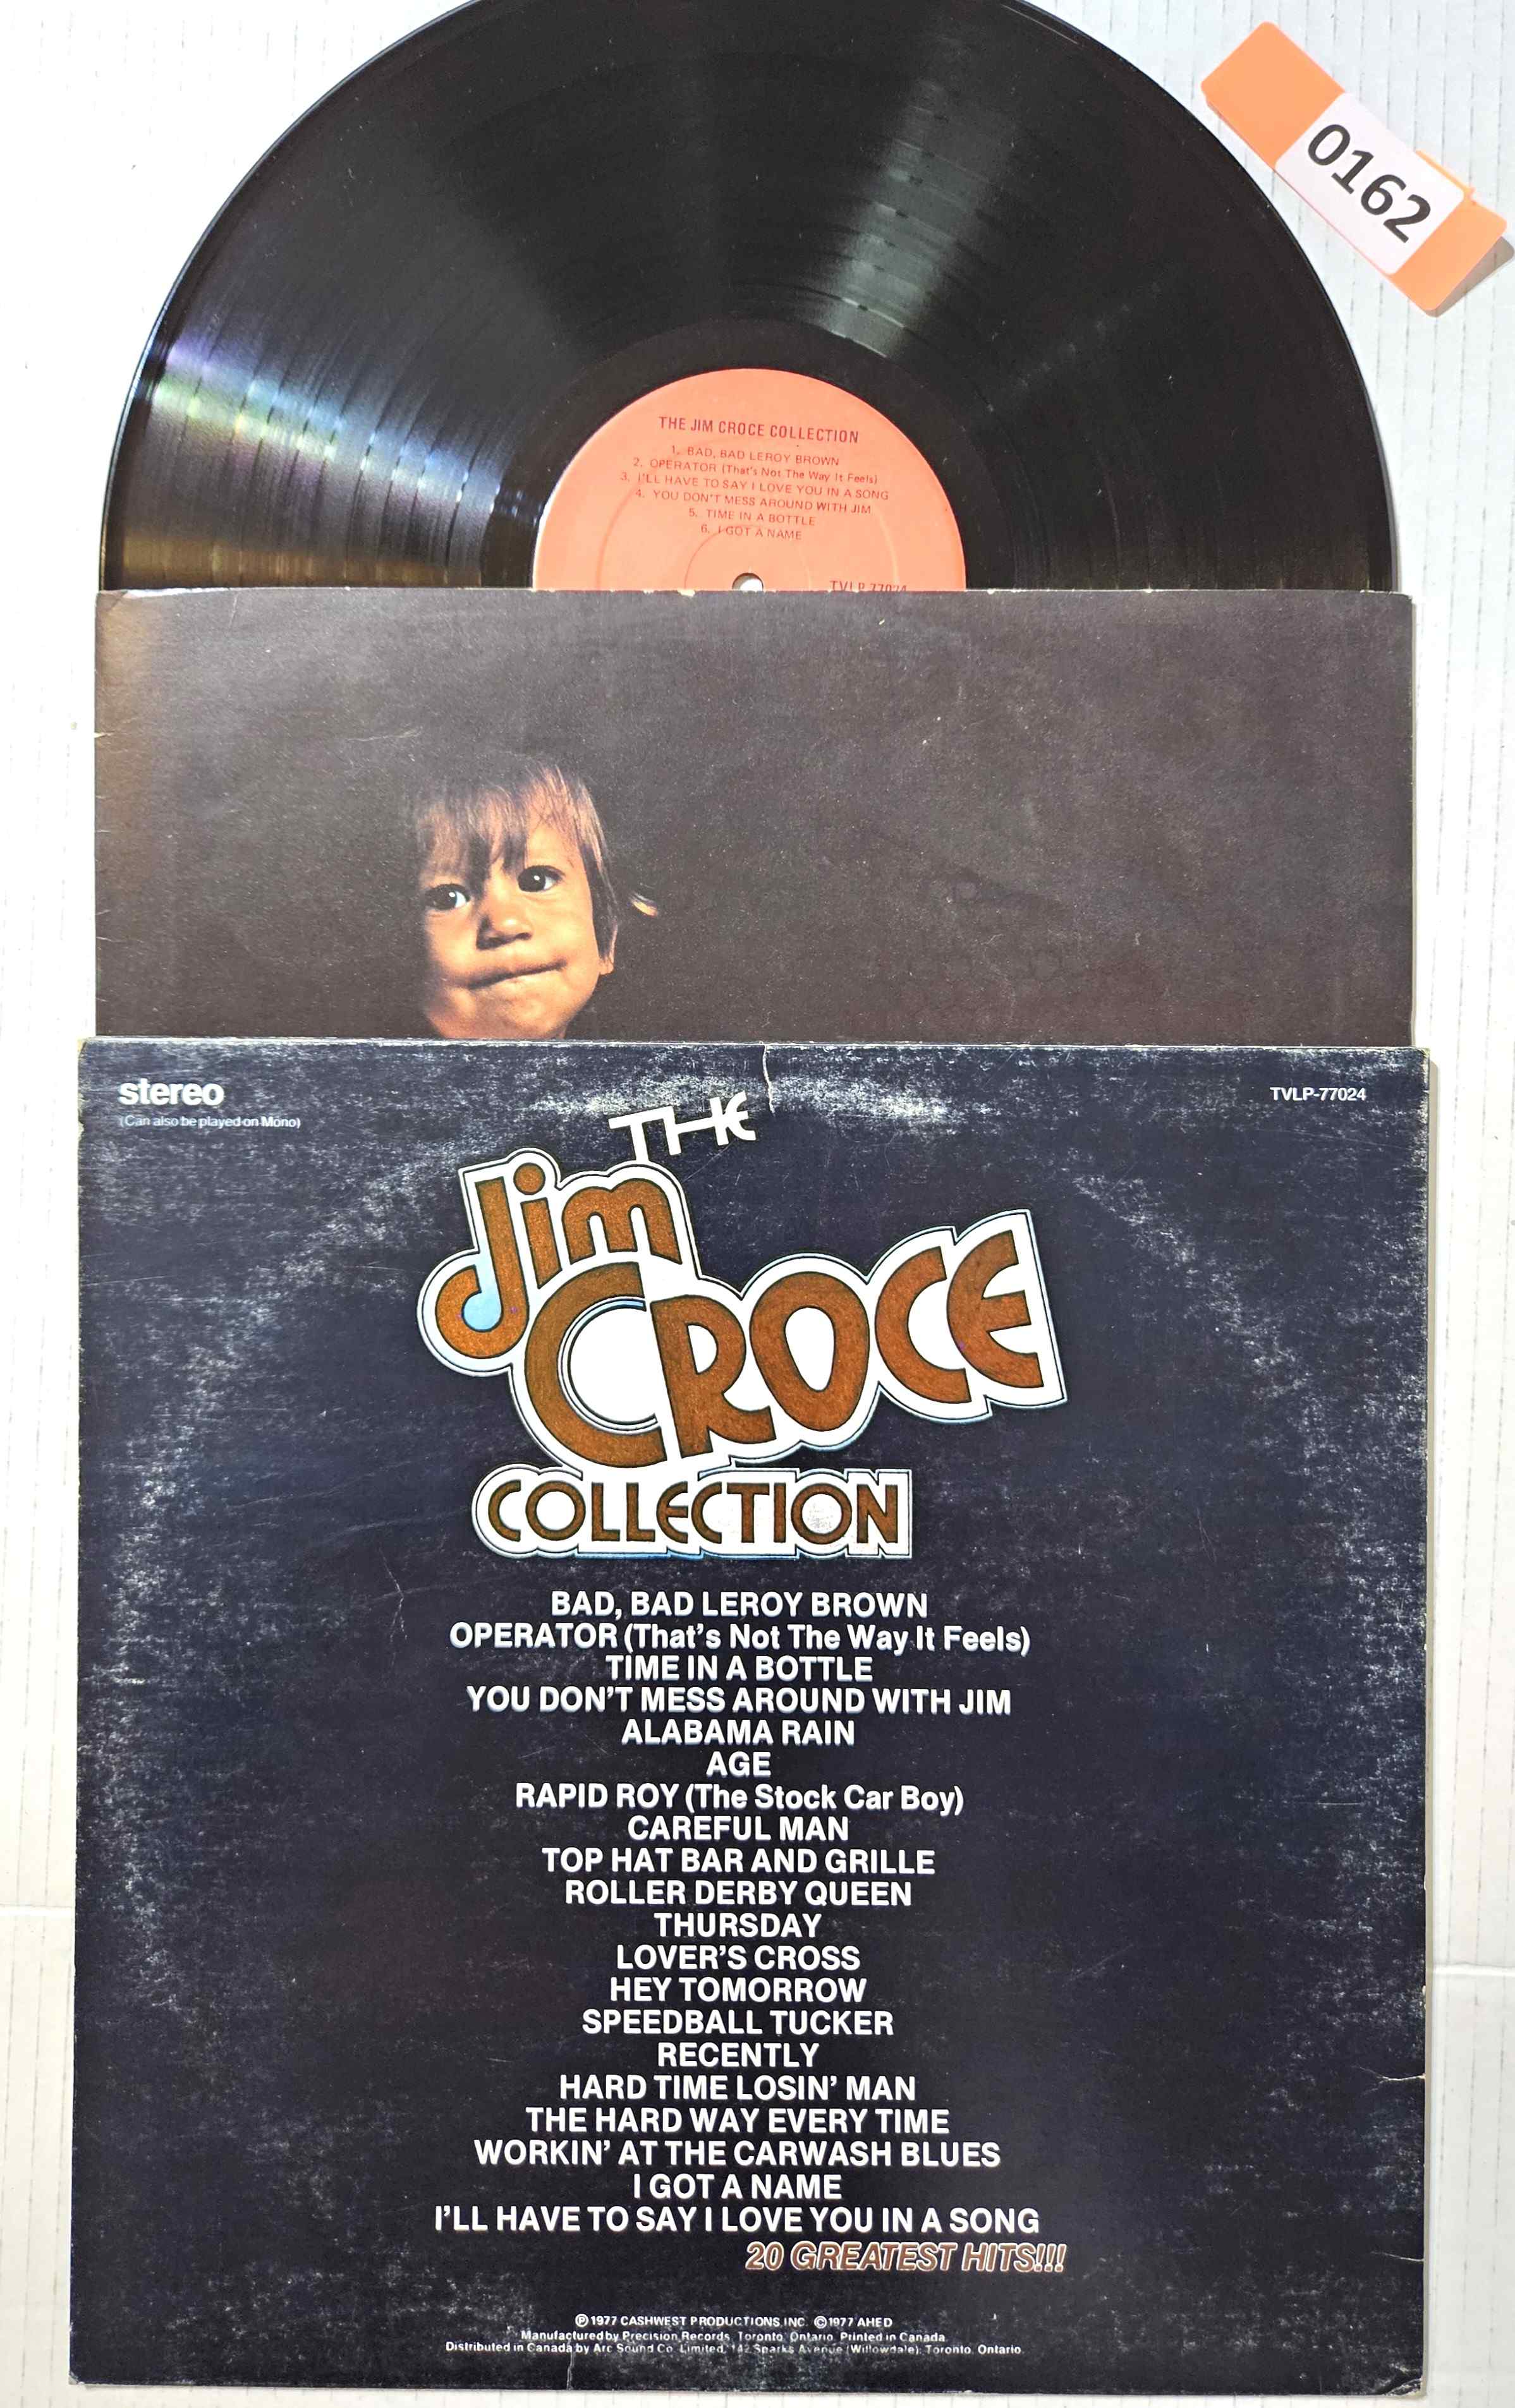 0162
THE JIM CROCE COLLECTION
1. BAD, BAD LEROY BROWN
2. OPERATOR (That's Not The Way It Feels)
3. I'LL HAVE TO SAY I LOVE YOU IN A SONG
4. YOU DON'T MESS AROUND WITH JIM
5. TIME IN A BOTTLE
6. I GOT A NAME
TVLP 77024
stereo
(Can also be played on Mono)
TVLP-77024
THE
Jim
CROCE
COLLECTION
BAD, BAD LEROY BROWN
OPERATOR (That's Not The Way It Feels)
TIME IN A BOTTLE
YOU DON'T MESS AROUND WITH JIM
ALABAMA RAIN
AGE
RAPID ROY (The Stock Car Boy)
CAREFUL MAN
TOP HAT BAR AND GRILLE
ROLLER DERBY QUEEN
THURSDAY
LOVER'S CROSS
HEY TOMORROW
SPEEDBALL TUCKER
RECENTLY
HARD TIME LOSIN' MAN
THE HARD WAY EVERY TIME
WORKIN' AT THE CARWASH BLUES
I GOT A NAME
I'LL HAVE TO SAY I LOVE YOU IN A SONG
20 GREATEST HITS!!!
℗1977 CASHWEST PRODUCTIONS, INC. ©1977 AHED
Manufactured by Precision Records, Toronto, Ontario. Printed in Canada.
Distributed in Canada by Arc Sound Co. Limited, 142 Sparks Avenue (Willowdale), Toronto, Ontario.